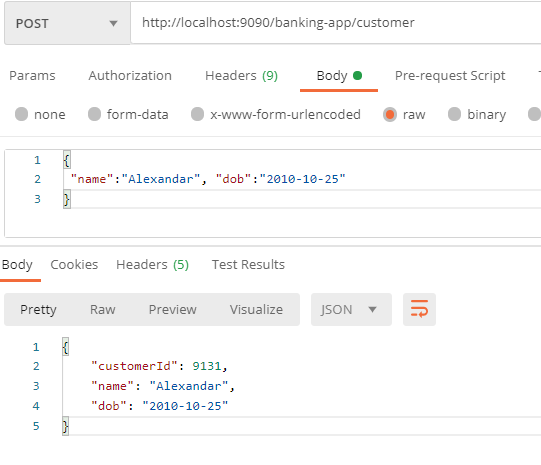 POST http://localhost:9090/banking-app/customer
Params Authorization Headers (9) Body Pre-request Script
none form-data x-www-form-urlencoded raw binary
1 {
2 "name":"Alexandar", "dob":"2010-10-25"
3 }
Body Cookies Headers (5) Test Results
Pretty Raw Preview Visualize JSON
1 {
2 "customerId": 9131,
3 "name": "Alexandar",
4 "dob": "2010-10-25"
5 }